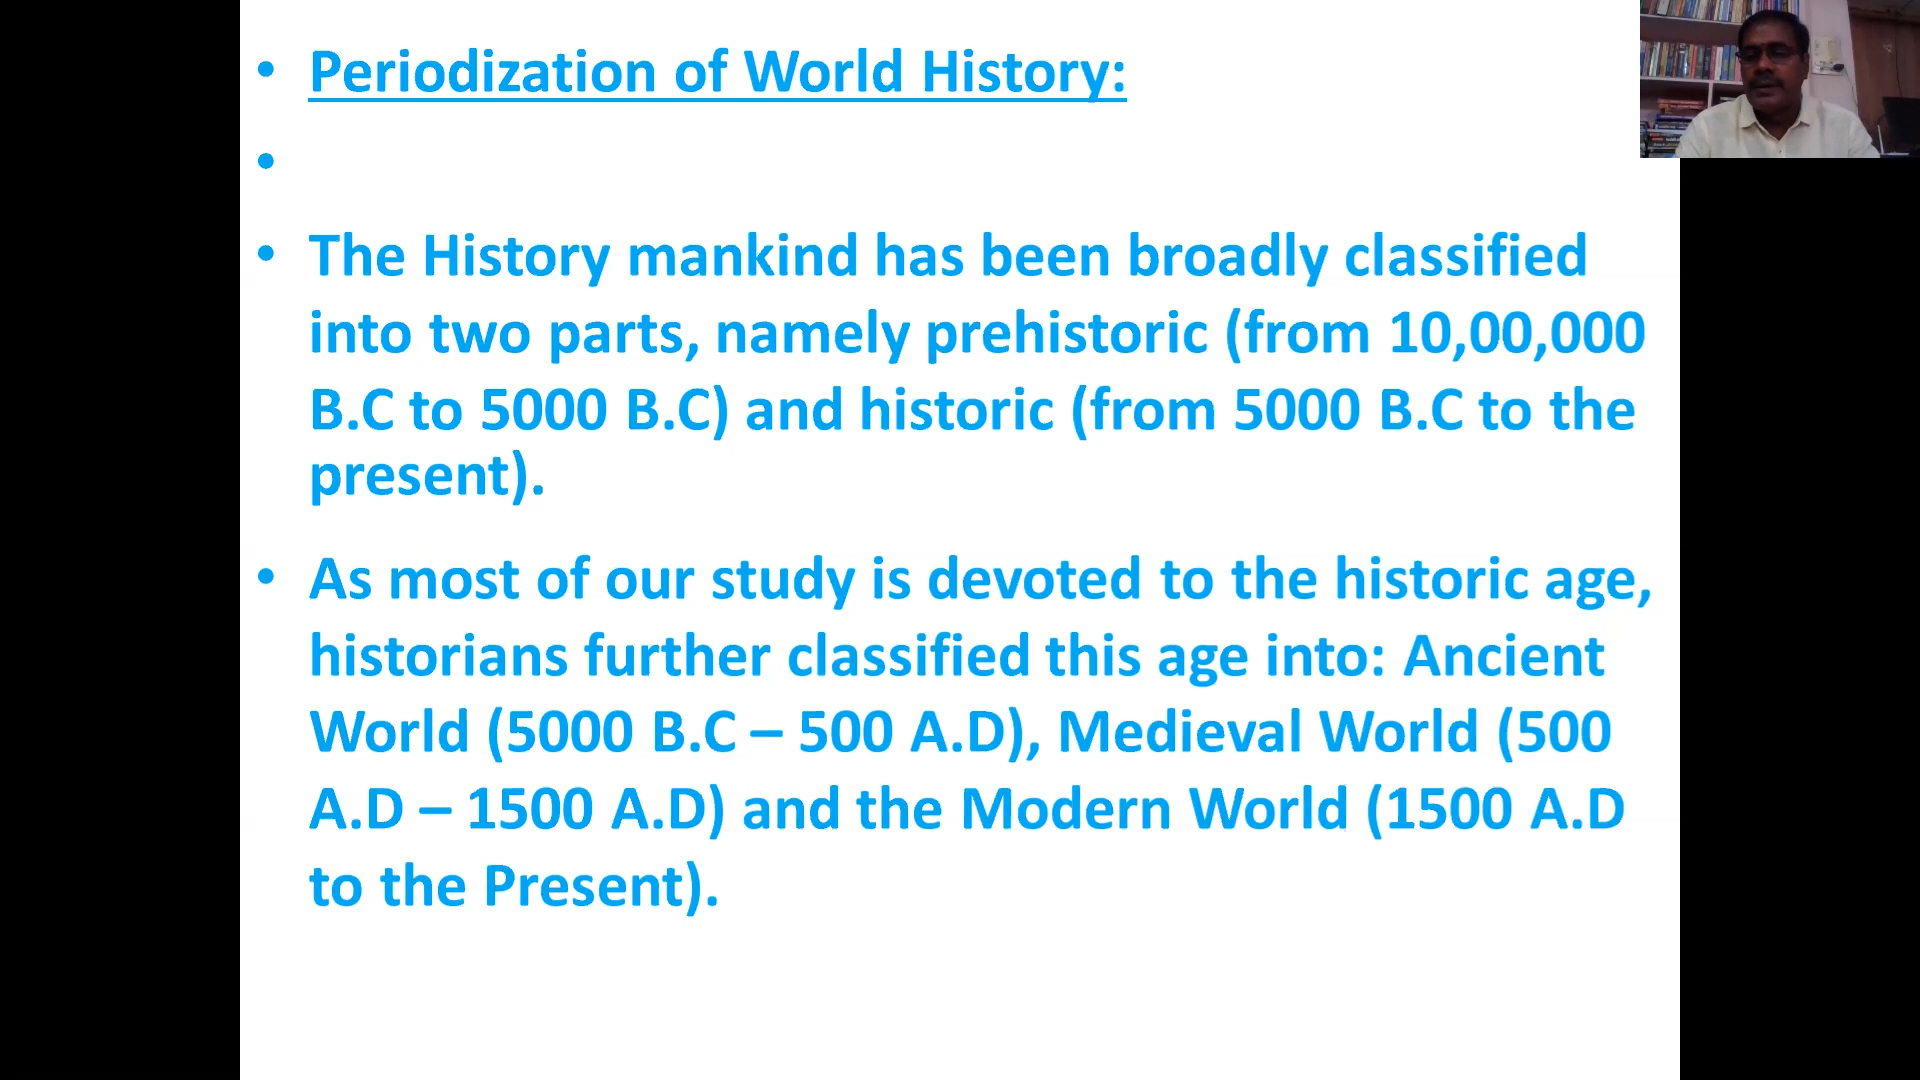 • Periodization of World History:
•
• The History mankind has been broadly classified
into two parts, namely prehistoric (from 10,00,000
B.C to 5000 B.C) and historic (from 5000 B.C to the
present).
• As most of our study is devoted to the historic age,
historians further classified this age into: Ancient
World (5000 B.C – 500 A.D), Medieval World (500
A.D – 1500 A.D) and the Modern World (1500 A.D
to the Present).